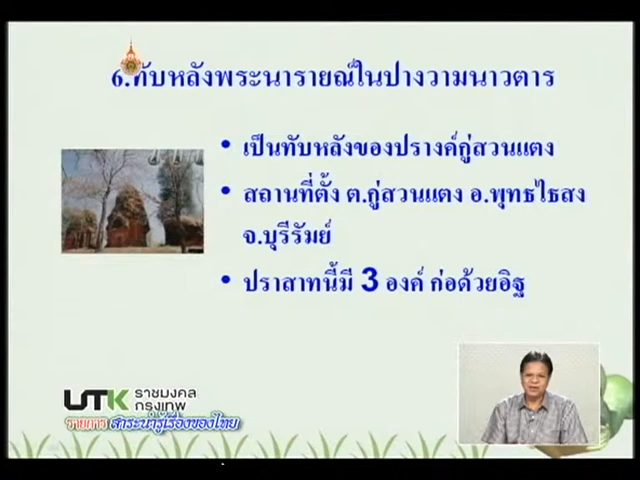 6.ทับหลังพระนารายณ์ในปางวามนาวตาร
• เป็นทับหลังของปรางค์กู่สวนแตง
• สถานที่ตั้ง ต.กู่สวนแตง อ.พุทธไธสง
จ.บุรีรัมย์
• ปราสาทนี้มี 3 องค์ ก่อด้วยอิฐ
UTK ราชมงคล
กรุงเทพ
รายการ สาระน่ารู้เรื่องของไทย